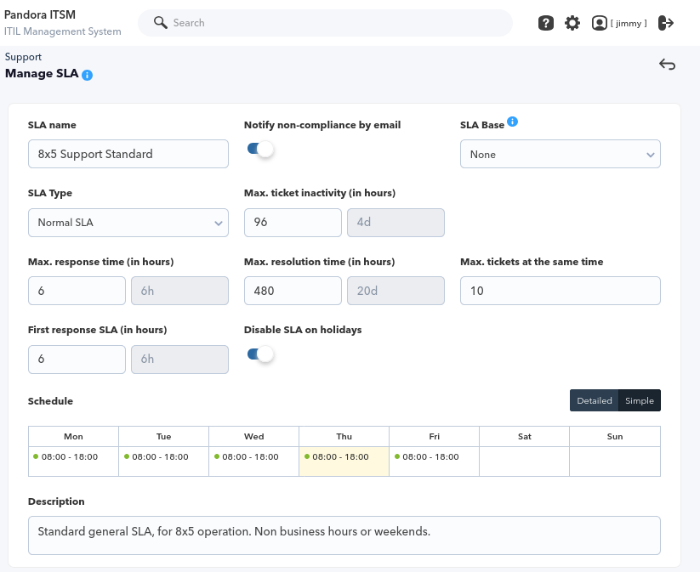 Pandora ITSM
ITIL Management System
Search
[ jimmy ]
Support
Manage SLA
SLA name
Notify non-compliance by email
SLA Base
8x5 Support Standard
None
SLA Type
Max. ticket inactivity (in hours)
Normal SLA
96
4d
Max. response time (in hours)
Max. resolution time (in hours)
Max. tickets at the same time
6
6h
480
20d
10
First response SLA (in hours)
Disable SLA on holidays
6
6h
Schedule
Detailed
Simple
Mon
Tue
Wed
Thu
Fri
Sat
Sun
08:00 - 18:00
08:00 - 18:00
08:00 - 18:00
08:00 - 18:00
08:00 - 18:00
Description
Standard general SLA, for 8x5 operation. Non business hours or weekends.